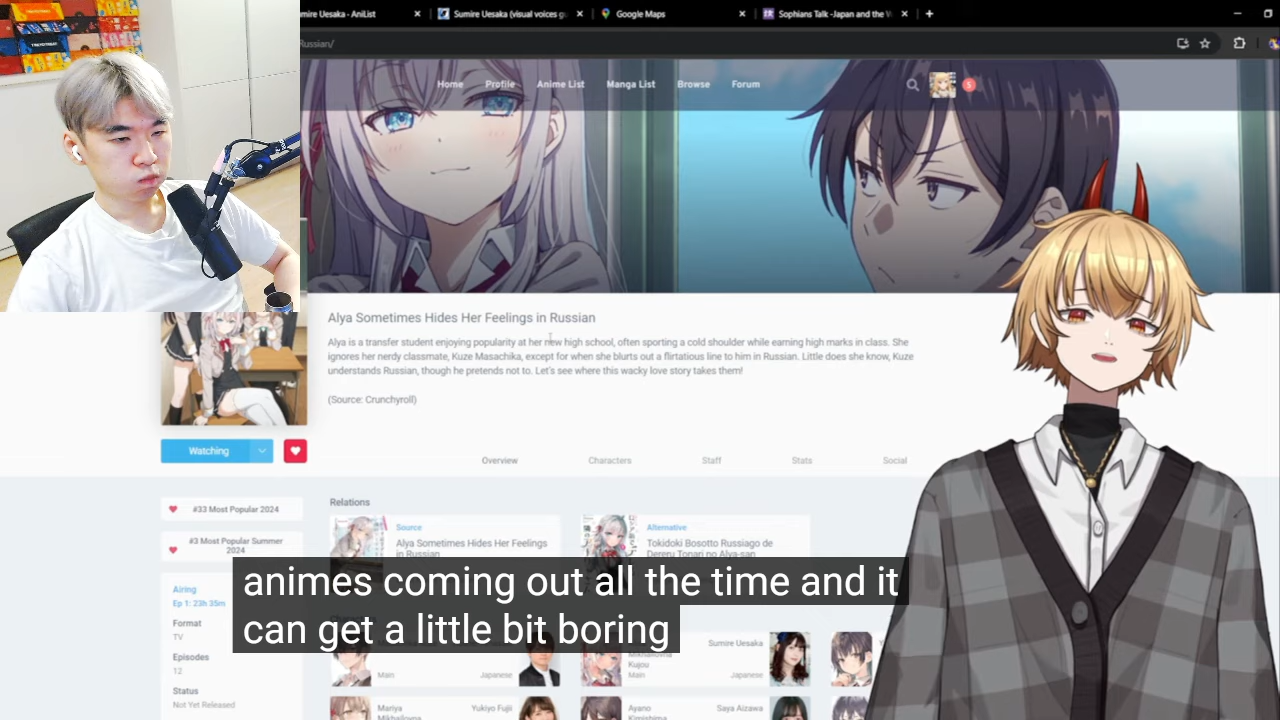 mire Uesaka - AniList
Sumire Uesaka (visual voices g
Google Maps
Sophians Talk -Japan and the W
Russian/
Home
Profile
Anime List
Manga List
Browse
Forum
5
Alya Sometimes Hides Her Feelings in Russian
Alya is a transfer student enjoying popularity at her new high school, often sporting a cold shoulder while earning high marks in class. She
ignores her nerdy classmate, Kuze Masachika, except for when she blurts out a flirtatious line to him in Russian. Little does she know, Kuze
understands Russian, though he pretends not to. Let's see where this wacky love story takes them!
(Source: Crunchyroll)
Watching
Overview
Characters
Staff
Stats
Social
#33 Most Popular 2024
#3 Most Popular Summer
2024
Relations
Source
Alya Sometimes Hides Her Feelings
in Russian
Alternative
Tokidoki Bosotto Russiago de
Dereru Tonari no Alya-san
animes coming out all the time and it
can get a little bit boring
Airing
Ep 1: 23h 35m
Format
TV
Episodes
12
Status
Not Yet Released
Main
Japanese
Mikhailovna
Kujou
Main
Sumire Uesaka
Japanese
Mariya
Mikhailovna
Yukiyo Fujii
Ayano
Kimishima
Saya Aizawa